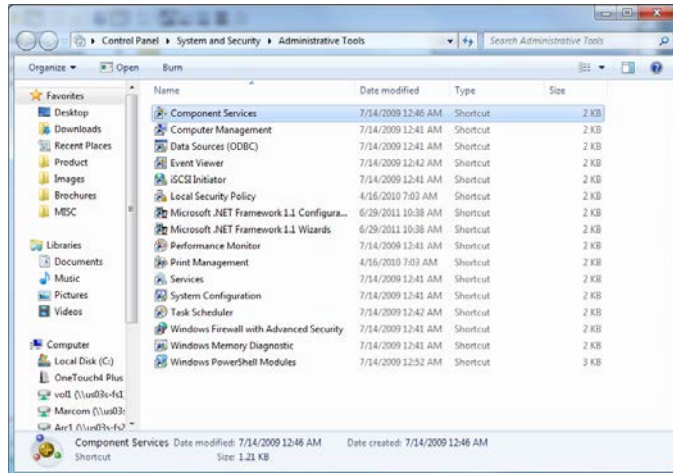 Control Panel ▸ System and Security ▸ Administrative Tools
Search Administrative Tools
Organize Open Burn
Name Date modified Type Size
Favorites
Desktop
Downloads
Recent Places
Product
Images
Brochures
MISC
Libraries
Documents
Music
Pictures
Videos
Computer
Local Disk (C:)
OneTouch4 Plus
vol1 (\\us03s-fs1
Marcom (\\us03s
Arc1 (\\us03s-fs2
Component Services 7/14/2009 12:46 AM Shortcut 2 KB
Computer Management 7/14/2009 12:41 AM Shortcut 2 KB
Data Sources (ODBC) 7/14/2009 12:41 AM Shortcut 2 KB
Event Viewer 7/14/2009 12:42 AM Shortcut 2 KB
iSCSI Initiator 7/14/2009 12:41 AM Shortcut 2 KB
Local Security Policy 4/16/2010 7:03 AM Shortcut 2 KB
Microsoft .NET Framework 1.1 Configura... 6/29/2011 10:38 AM Shortcut 2 KB
Microsoft .NET Framework 1.1 Wizards 6/29/2011 10:38 AM Shortcut 2 KB
Performance Monitor 7/14/2009 12:41 AM Shortcut 2 KB
Print Management 4/16/2010 7:03 AM Shortcut 2 KB
Services 7/14/2009 12:41 AM Shortcut 2 KB
System Configuration 7/14/2009 12:41 AM Shortcut 2 KB
Task Scheduler 7/14/2009 12:42 AM Shortcut 2 KB
Windows Firewall with Advanced Security 7/14/2009 12:41 AM Shortcut 2 KB
Windows Memory Diagnostic 7/14/2009 12:41 AM Shortcut 2 KB
Windows PowerShell Modules 7/14/2009 12:52 AM Shortcut 3 KB
Component Services Date modified: 7/14/2009 12:46 AM Date created: 7/14/2009 12:46 AM
Shortcut Size: 1.21 KB